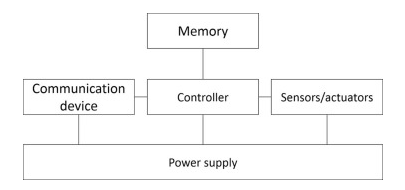 Memory
Communication
device
Controller
Sensors/actuators
Power supply